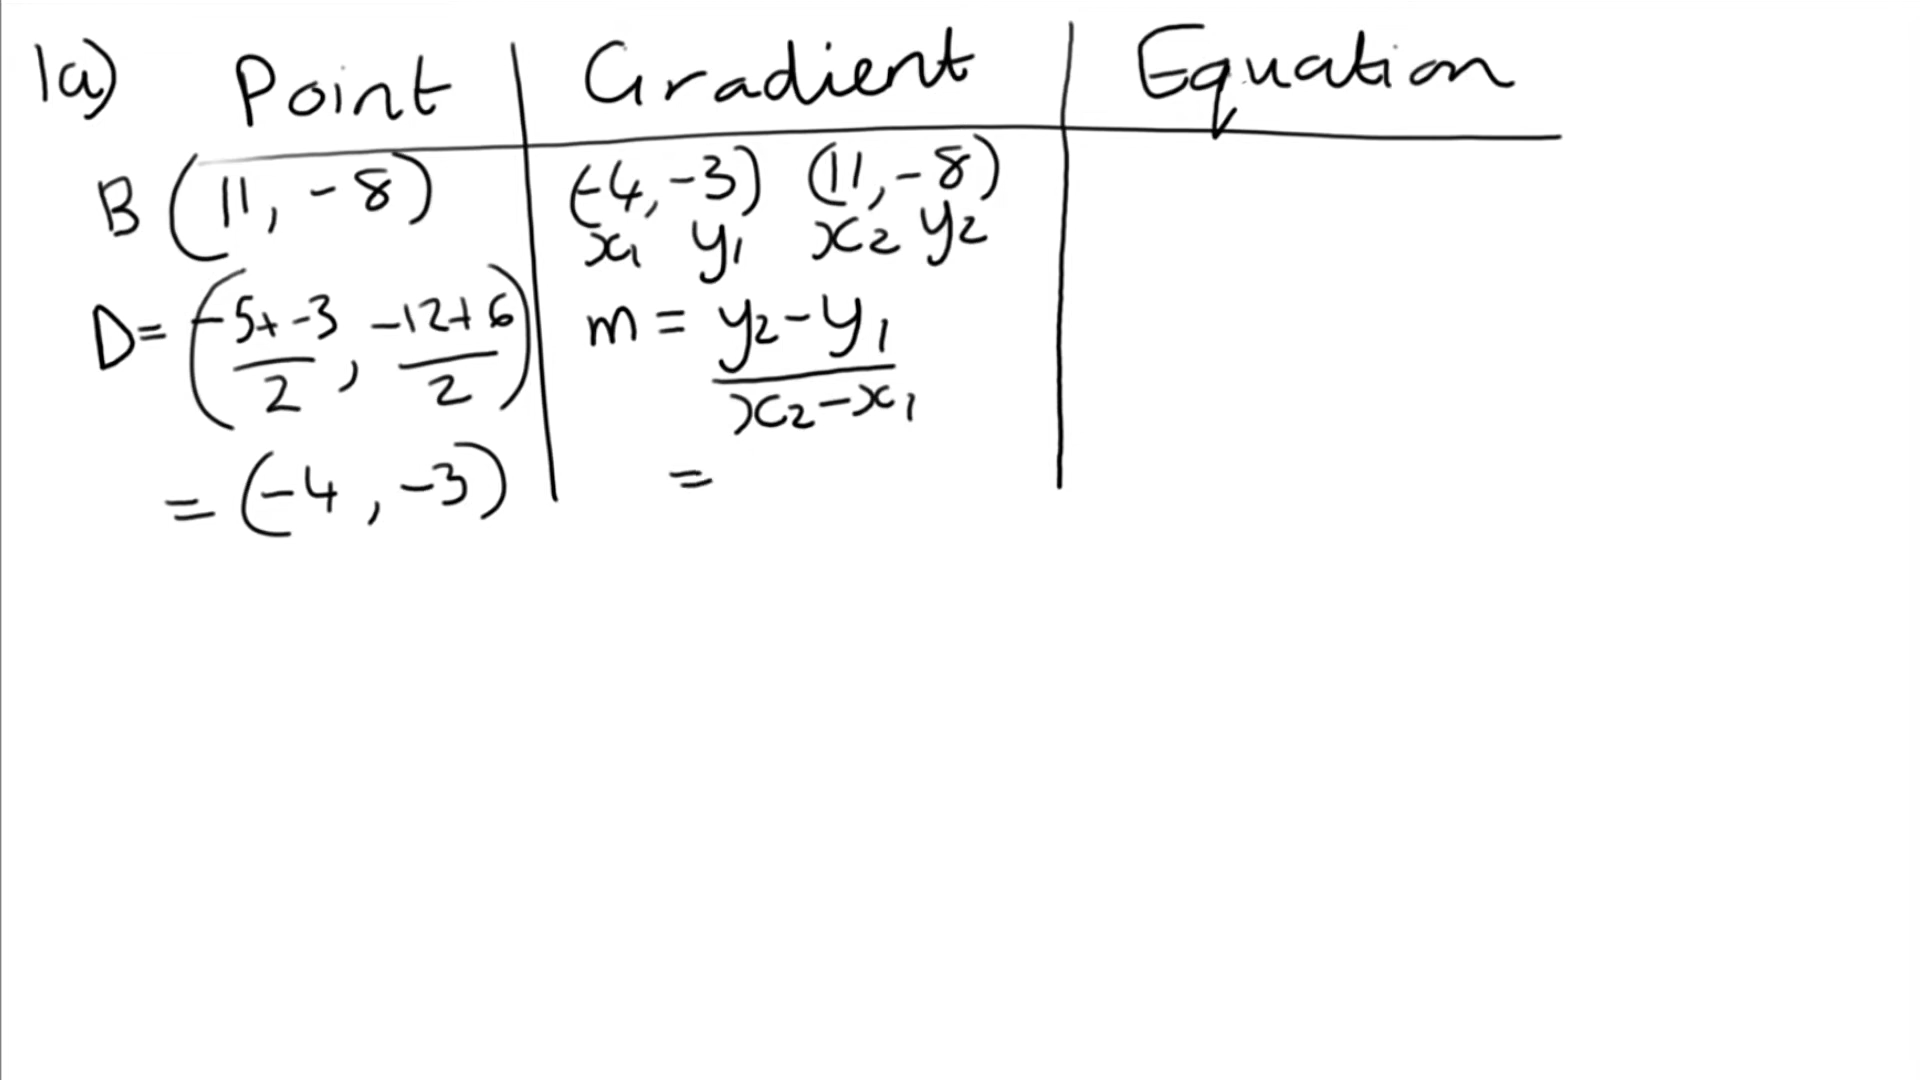 1a) Point Gradient Equation
B (11, -8) (-4, -3) (11, -8)
x1 y1 x2 y2
D= (-5+-3/2, -12+6/2) m = y2-y1/x2-x1
= (-4, -3) =